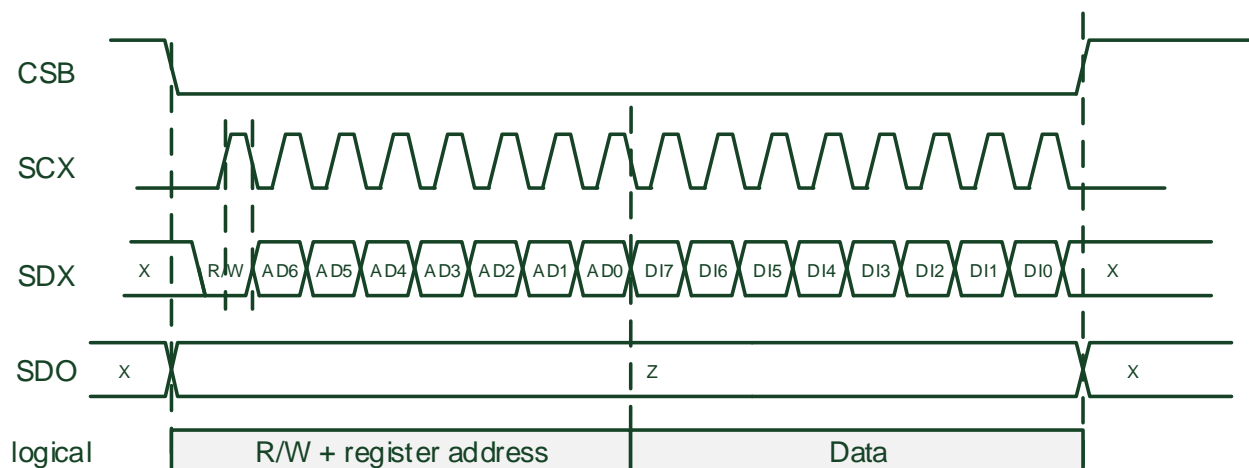 CSB
SCX
SDX X R/W AD6 AD5 AD4 AD3 AD2 AD1 AD0 DI7 DI6 DI5 DI4 DI3 DI2 DI1 DI0 X
SDO X Z X
logical R/W + register address Data